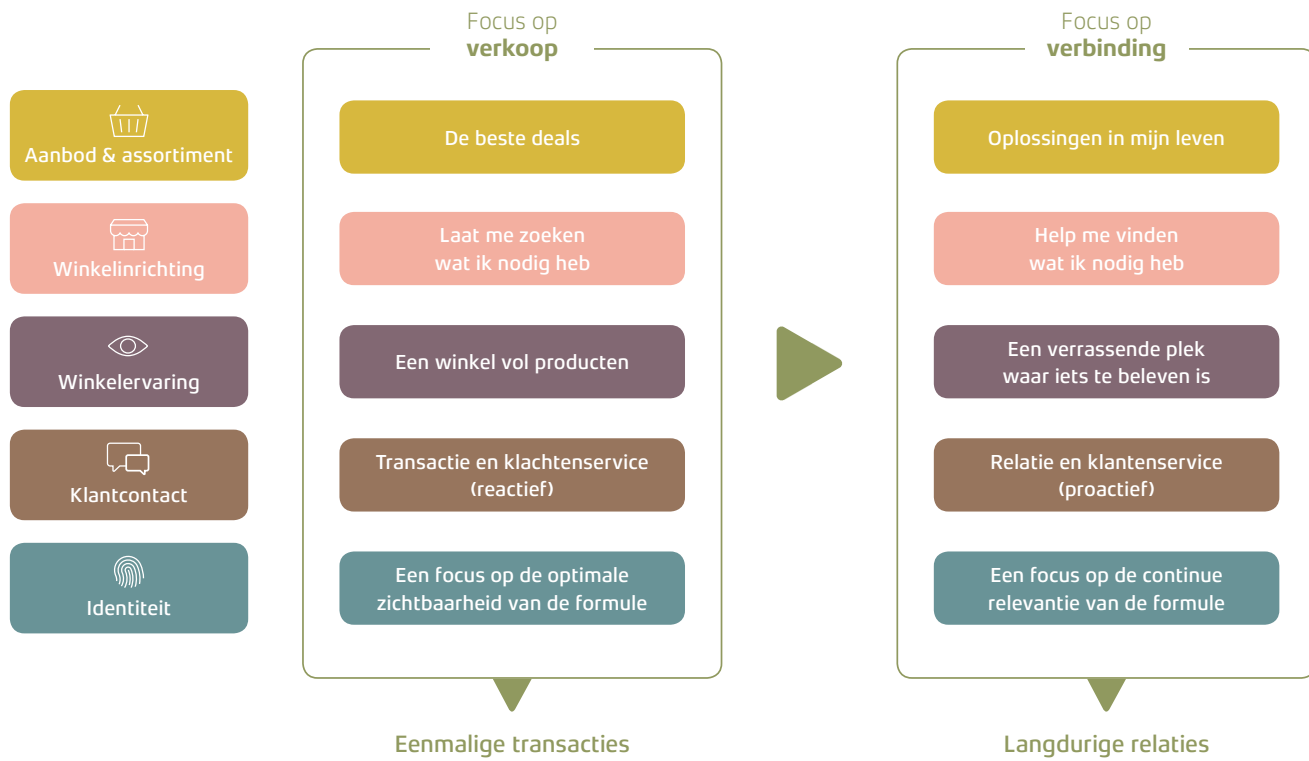 Focus op
verkoop
Focus op
verbinding
Aanbod & assortiment
De beste deals
Oplossingen in mijn leven
Winkelinrichting
Laat me zoeken
wat ik nodig heb
Help me vinden
wat ik nodig heb
Winkelervaring
Een winkel vol producten
Een verrassende plek
waar iets te beleven is
Klantcontact
Transactie en klachtenservice
(reactief)
Relatie en klantenservice
(proactief)
Identiteit
Een focus op de optimale
zichtbaarheid van de formule
Een focus op de continue
relevantie van de formule
Eenmalige transacties
Langdurige relaties